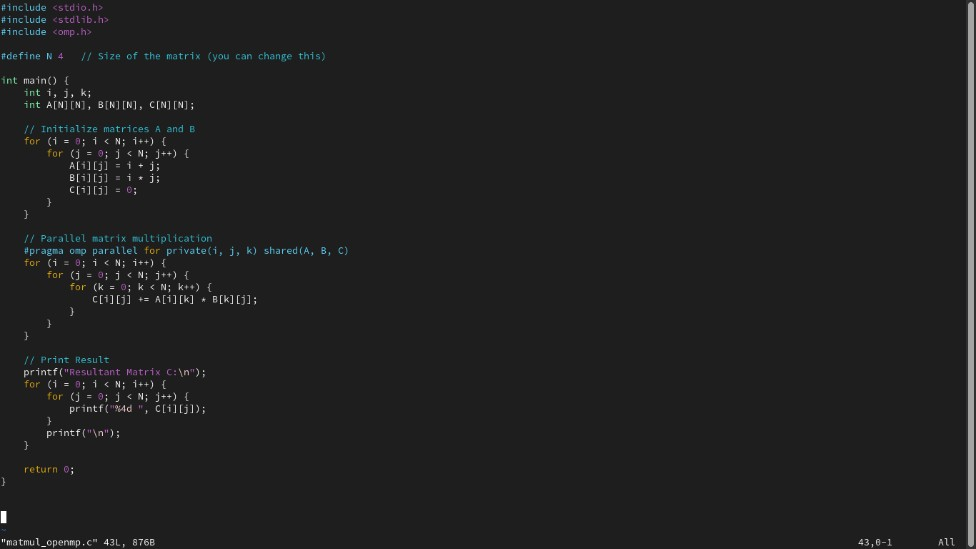 #include <stdio.h>
#include <stdlib.h>
#include <omp.h>

#define N 4   // Size of the matrix (you can change this)

int main() {
    int i, j, k;
    int A[N][N], B[N][N], C[N][N];

    // Initialize matrices A and B
    for (i = 0; i < N; i++) {
        for (j = 0; j < N; j++) {
            A[i][j] = i + j;
            B[i][j] = i * j;
            C[i][j] = 0;
        }
    }

    // Parallel matrix multiplication
    #pragma omp parallel for private(i, j, k) shared(A, B, C)
    for (i = 0; i < N; i++) {
        for (j = 0; j < N; j++) {
            for (k = 0; k < N; k++) {
                C[i][j] += A[i][k] * B[k][j];
            }
        }
    }

    // Print Result
    printf("Resultant Matrix C:\n");
    for (i = 0; i < N; i++) {
        for (j = 0; j < N; j++) {
            printf("%4d ", C[i][j]);
        }
        printf("\n");
    }

    return 0;
}

~
"matmul_openmp.c" 43L, 876B 43,0-1 All